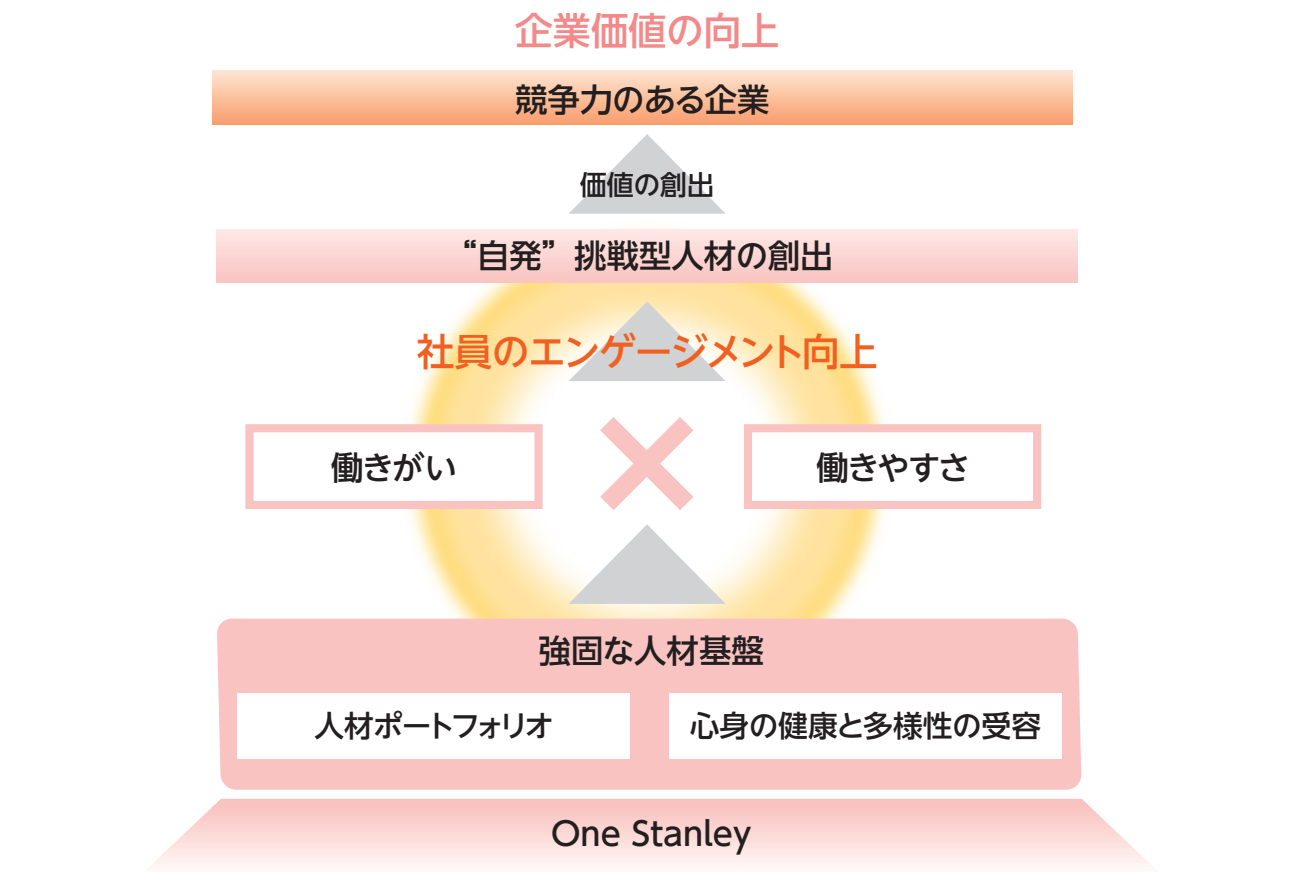 企業価値の向上
競争力のある企業
価値の創出
“自発”挑戦型人材の創出
社員のエンゲージメント向上
働きがい
働きやすさ
強固な人材基盤
人材ポートフォリオ
心身の健康と多様性の受容
One Stanley